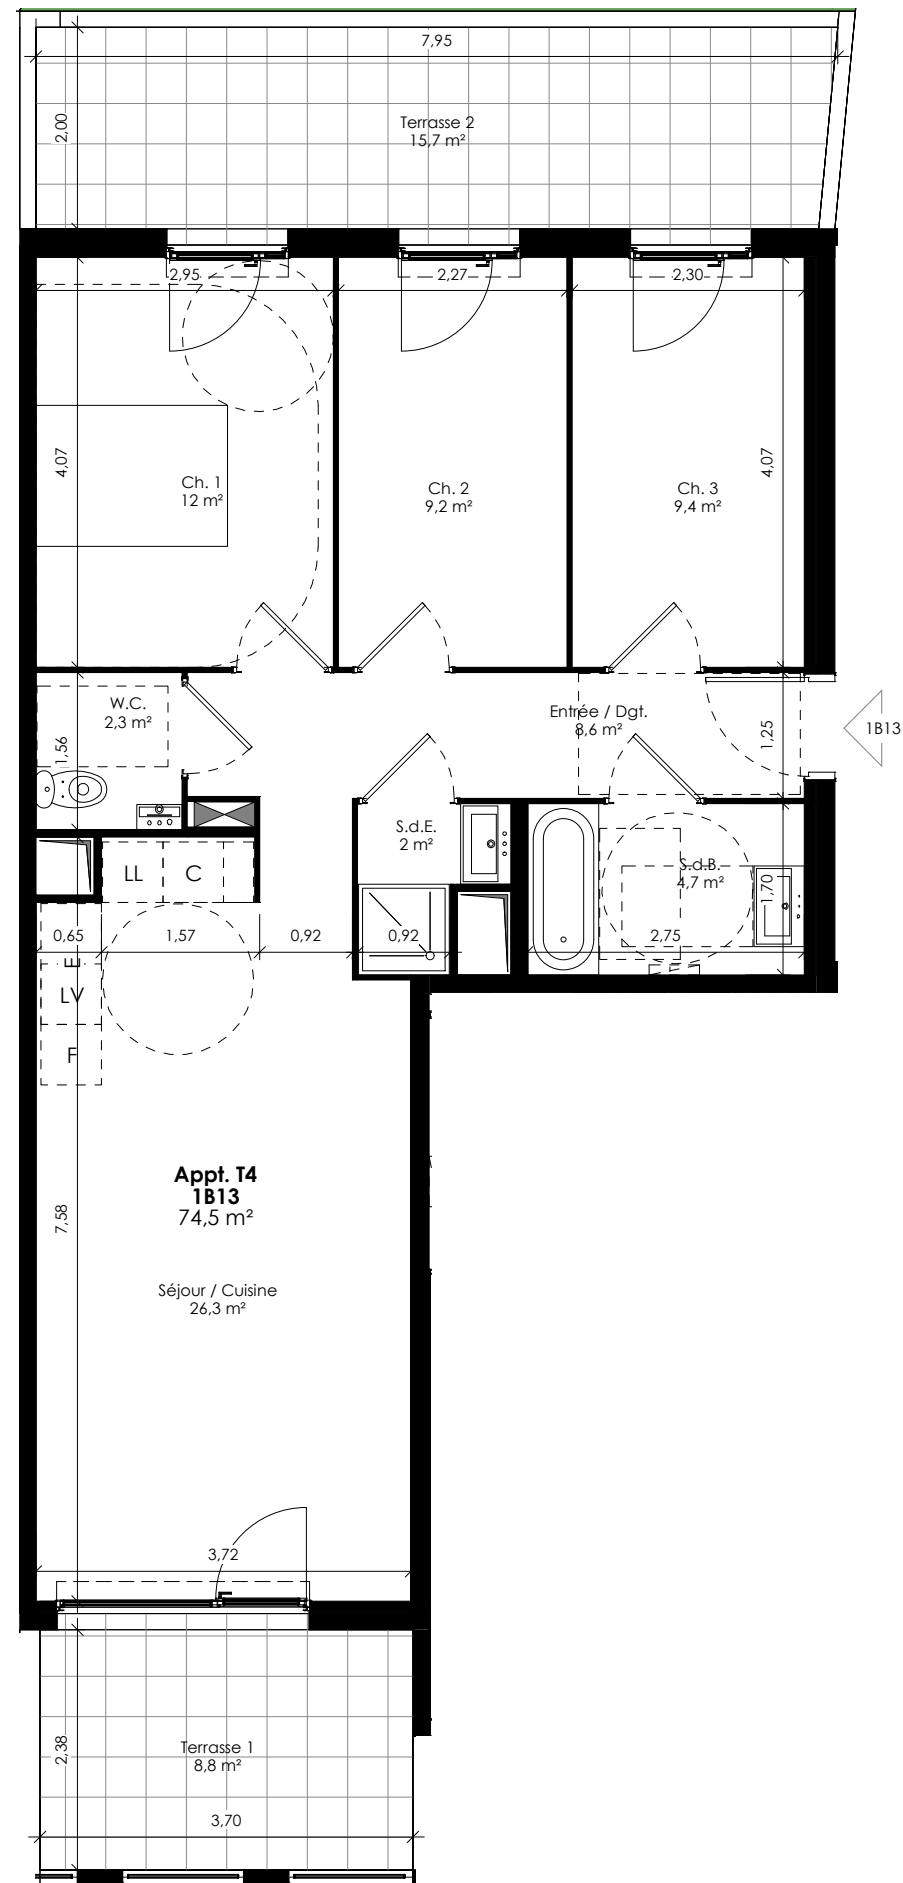 7,95
2,00
Terrasse 2
15,7 m²
2,95
2,27
2,30
4,07
4,07
Ch. 1
12 m²
Ch. 2
9,2 m²
Ch. 3
9,4 m²
W.C.
2,3 m²
1,56
Entrée / Dgt.
8,6 m²
1,25
1B13
S.d.E.
2 m²
S.d.B.
4,7 m²
1,70
LL
C
0,65
1,57
0,92
0,92
2,75
E
LV
F
Appt. T4
1B13
74,5 m²
7,58
Séjour / Cuisine
26,3 m²
3,72
Terrasse 1
8,8 m²
2,38
3,70